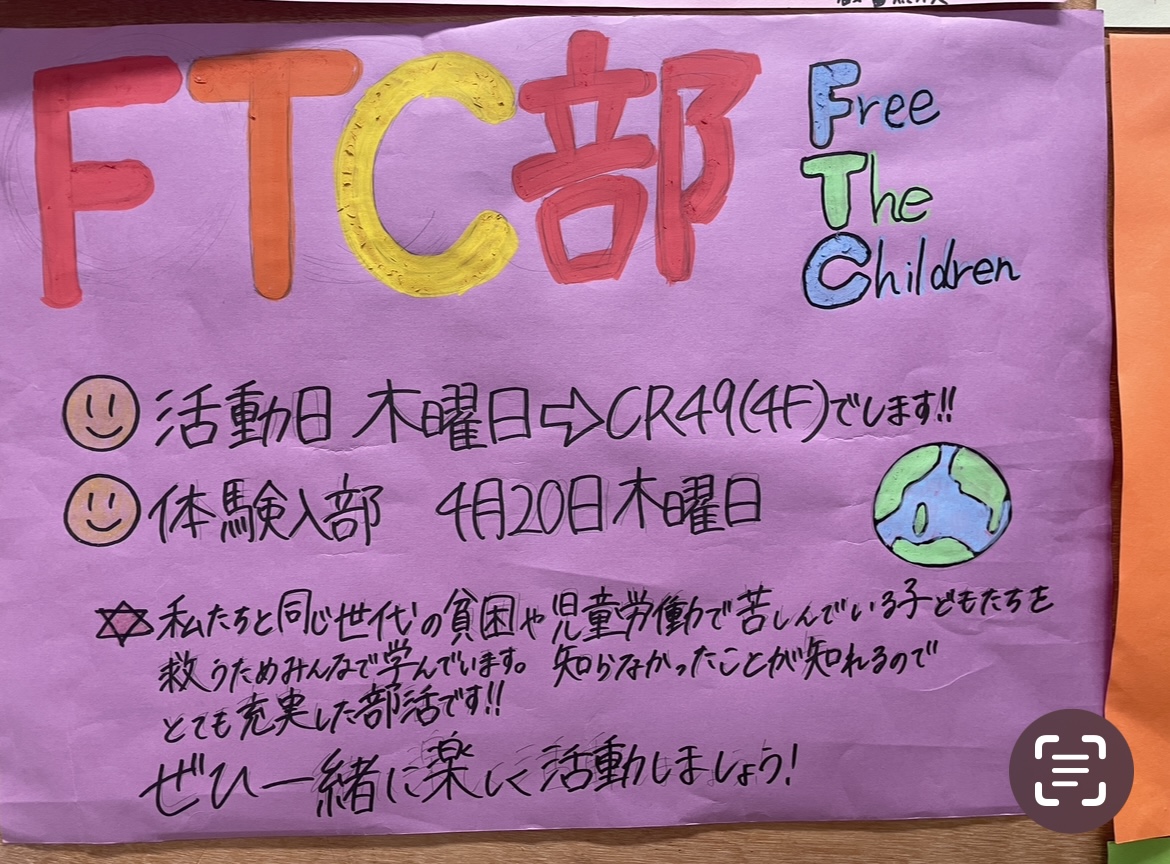 FTC部
Free
The
Children
活動日 木曜日⇨CR49(4F)でします!!
体験入部 4月20日木曜日
私たちと同じ世代の貧困や児童労働で苦しんでいる子どもたちを
救うためみんなで学んでいます。 知らなかったことが知れるので
とても充実した部活です!!
ぜひ一緒に楽しく活動しましょう!